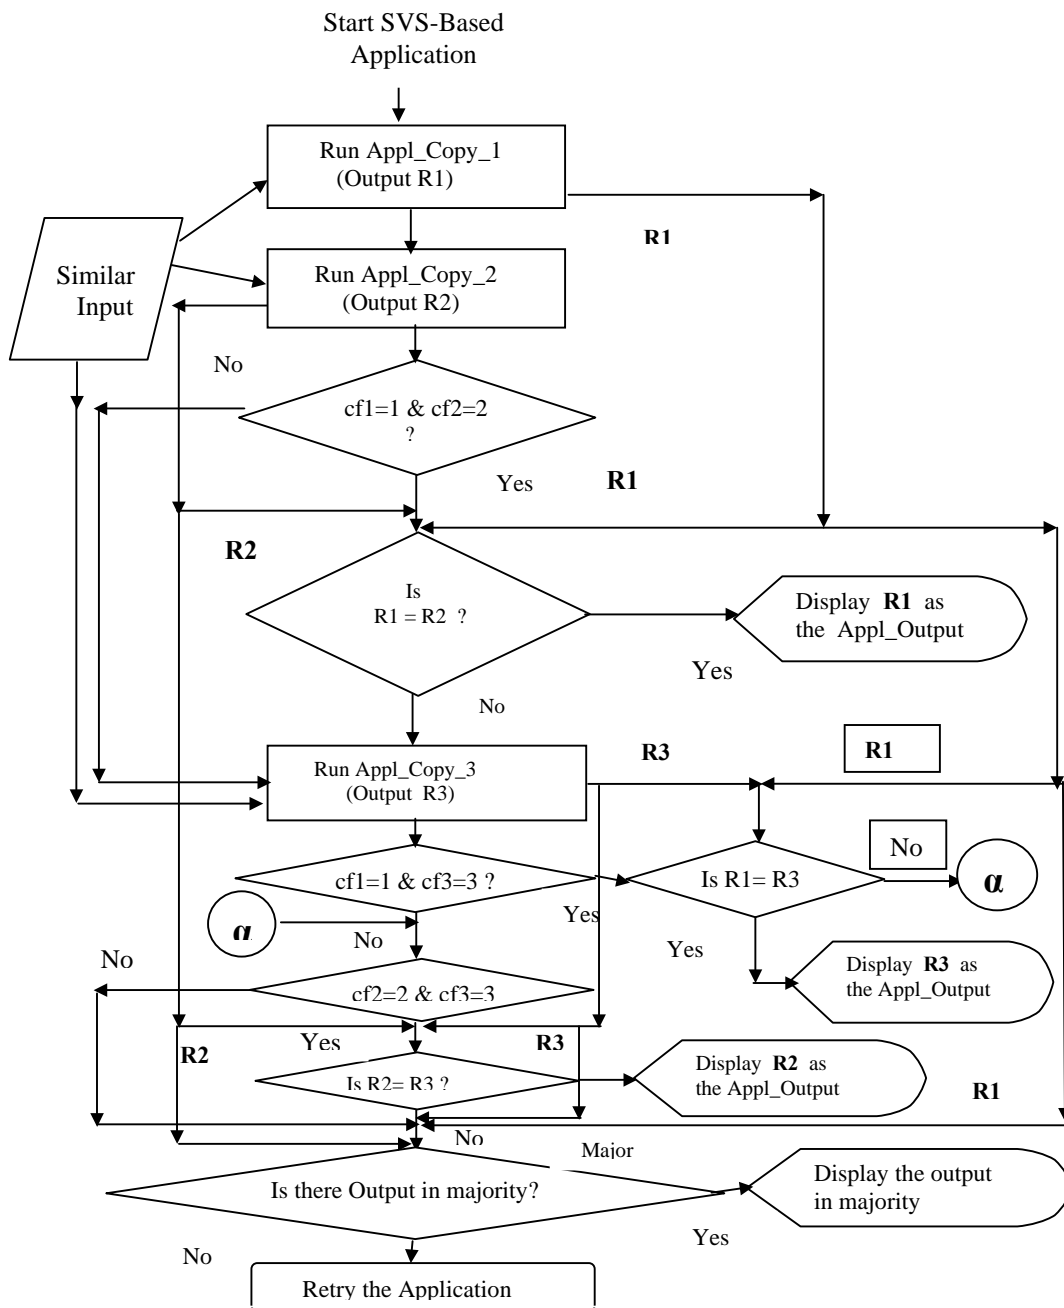 Start SVS-Based
Application
Run Appl_Copy_1
(Output R1)
R1
Similar
Input
Run Appl_Copy_2
(Output R2)
No
cf1=1 & cf2=2
?
Yes
R1
R2
Is
R1 = R2 ?
Display R1 as
the Appl_Output
Yes
No
R3
R1
Run Appl_Copy_3
(Output R3)
No
cf1=1 & cf3=3 ?
Is R1= R3
α
α
Yes
No
Yes
No
Display R3 as
the Appl_Output
cf2=2 & cf3=3
Yes
R2
R3
Is R2= R3 ?
Display R2 as
the Appl_Output
R1
No
Major
Is there Output in majority?
Display the output
in majority
Yes
No
Retry the Application